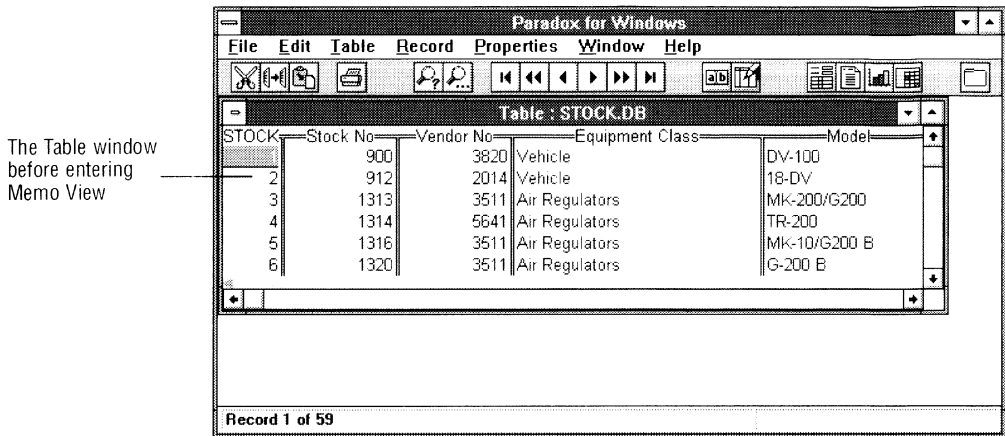 Paradox for Windows
File Edit Table Record Properties Window Help
a b
Table : STOCK.DB
STOCK Stock No Vendor No Equipment Class Model
1 900 3820 Vehicle DV-100
2 912 2014 Vehicle 18-DV
3 1313 3511 Air Regulators MK-200/G200
4 1314 5641 Air Regulators TR-200
5 1316 3511 Air Regulators MK-10/G200 B
6 1320 3511 Air Regulators G-200 B
Record 1 of 59
The Table window
before entering
Memo View